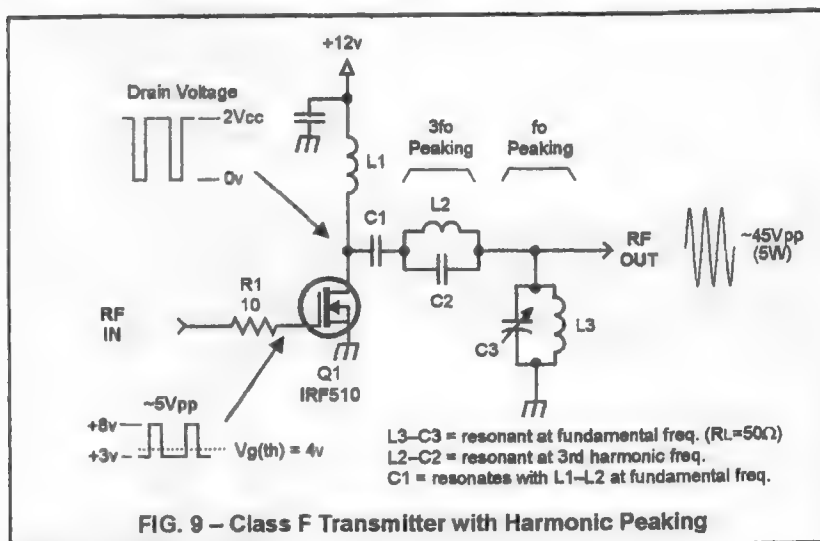 +12v
Drain Voltage
2Vcc
0v
L1
3fo
Peaking
fo
Peaking
C1
L2
C2
RF
OUT
~45Vpp
(5W)
R1
10
RF
IN
Q1
IRF510
C3
L3
~5Vpp
+8v
+3v
Vg(th) = 4v
L3–C3 = resonant at fundamental freq. (RL=50Ω)
L2–C2 = resonant at 3rd harmonic freq.
C1 = resonates with L1–L2 at fundamental freq.
FIG. 9 – Class F Transmitter with Harmonic Peaking